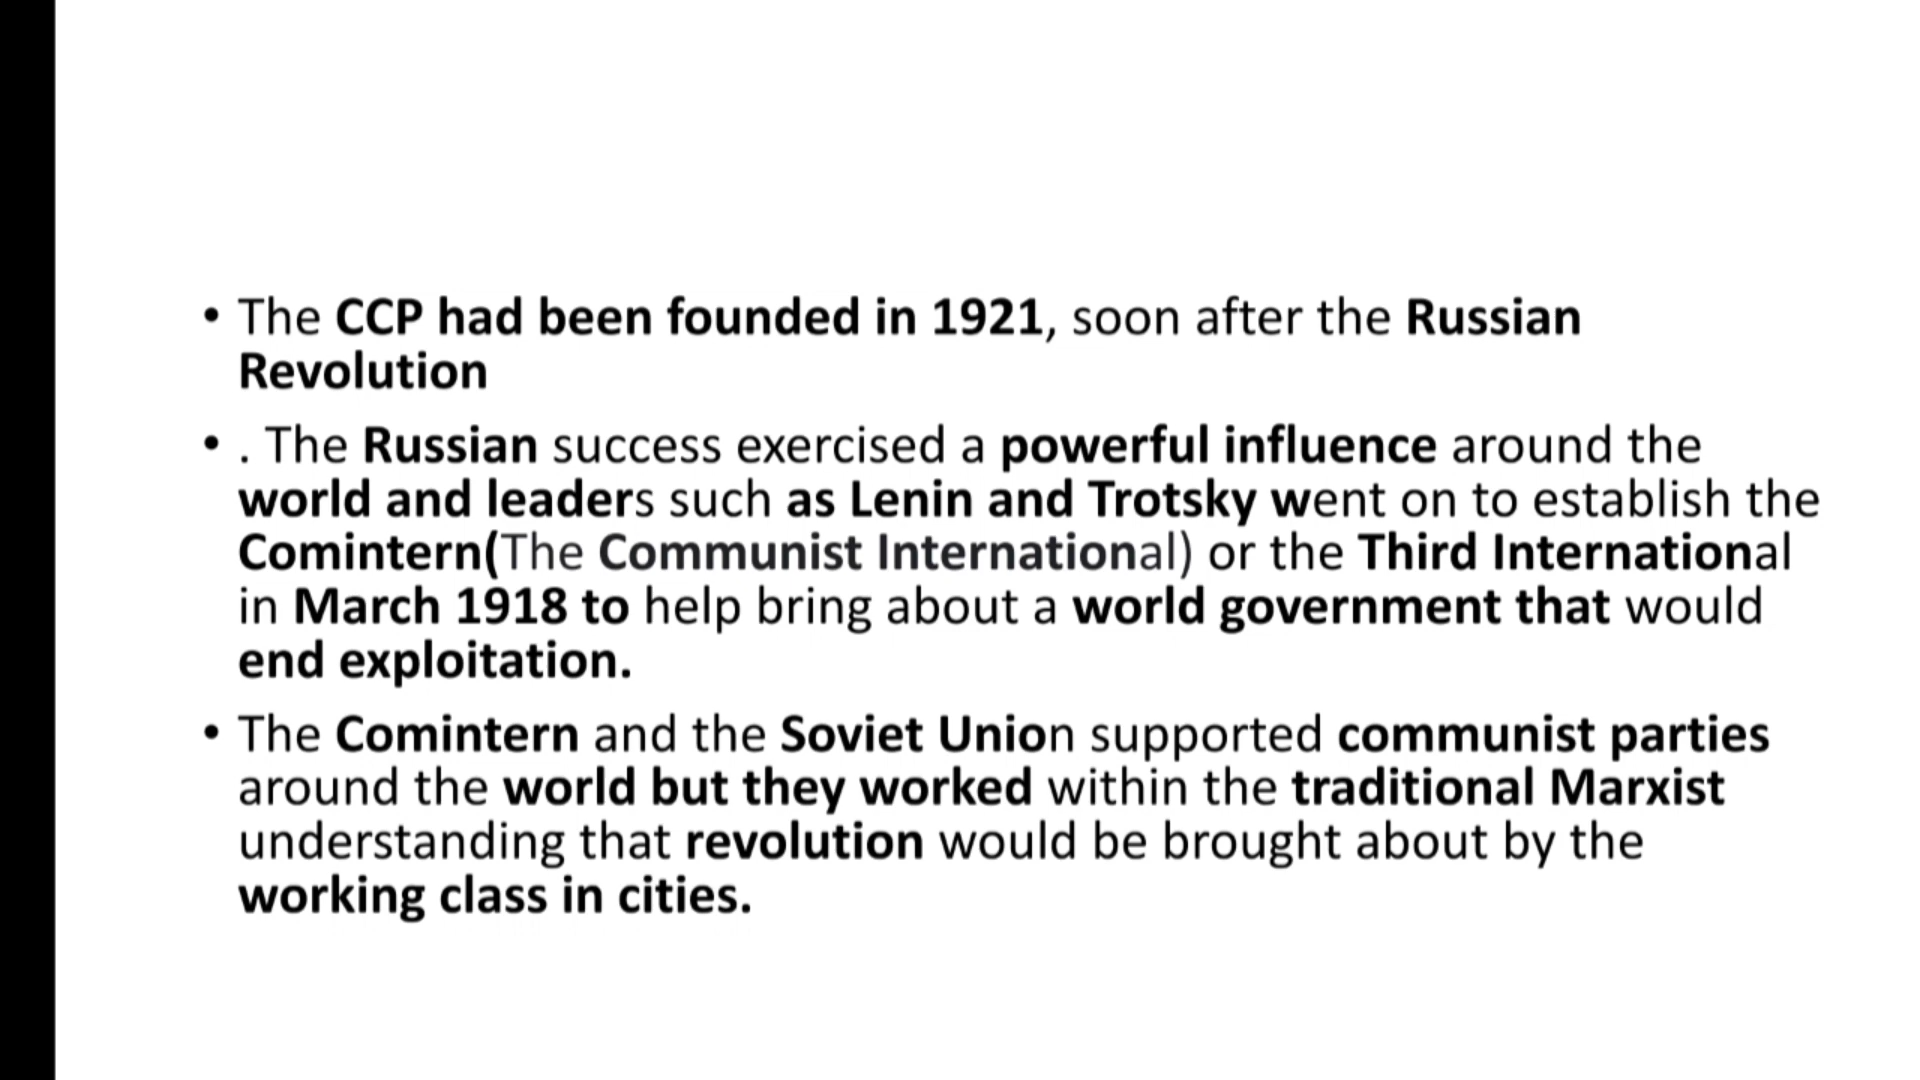 • The CCP had been founded in 1921, soon after the Russian
Revolution
• . The Russian success exercised a powerful influence around the
world and leaders such as Lenin and Trotsky went on to establish the
Comintern(The Communist International) or the Third International
in March 1918 to help bring about a world government that would
end exploitation.
• The Comintern and the Soviet Union supported communist parties
around the world but they worked within the traditional Marxist
understanding that revolution would be brought about by the
working class in cities.